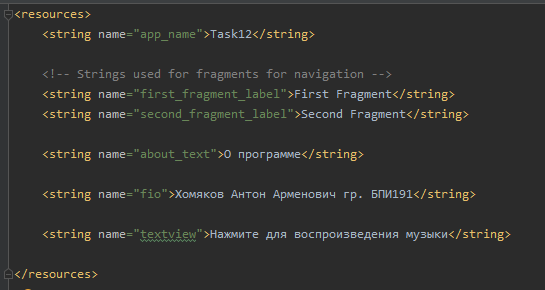 <resources>
<string name="app_name">Task12</string>
<!-- Strings used for fragments for navigation -->
<string name="first_fragment_label">First Fragment</string>
<string name="second_fragment_label">Second Fragment</string>
<string name="about_text">О программе</string>
<string name="fio">Хомяков Антон Арменович гр. БПИ191</string>
<string name="textview">Нажмите для воспроизведения музыки</string>
</resources>